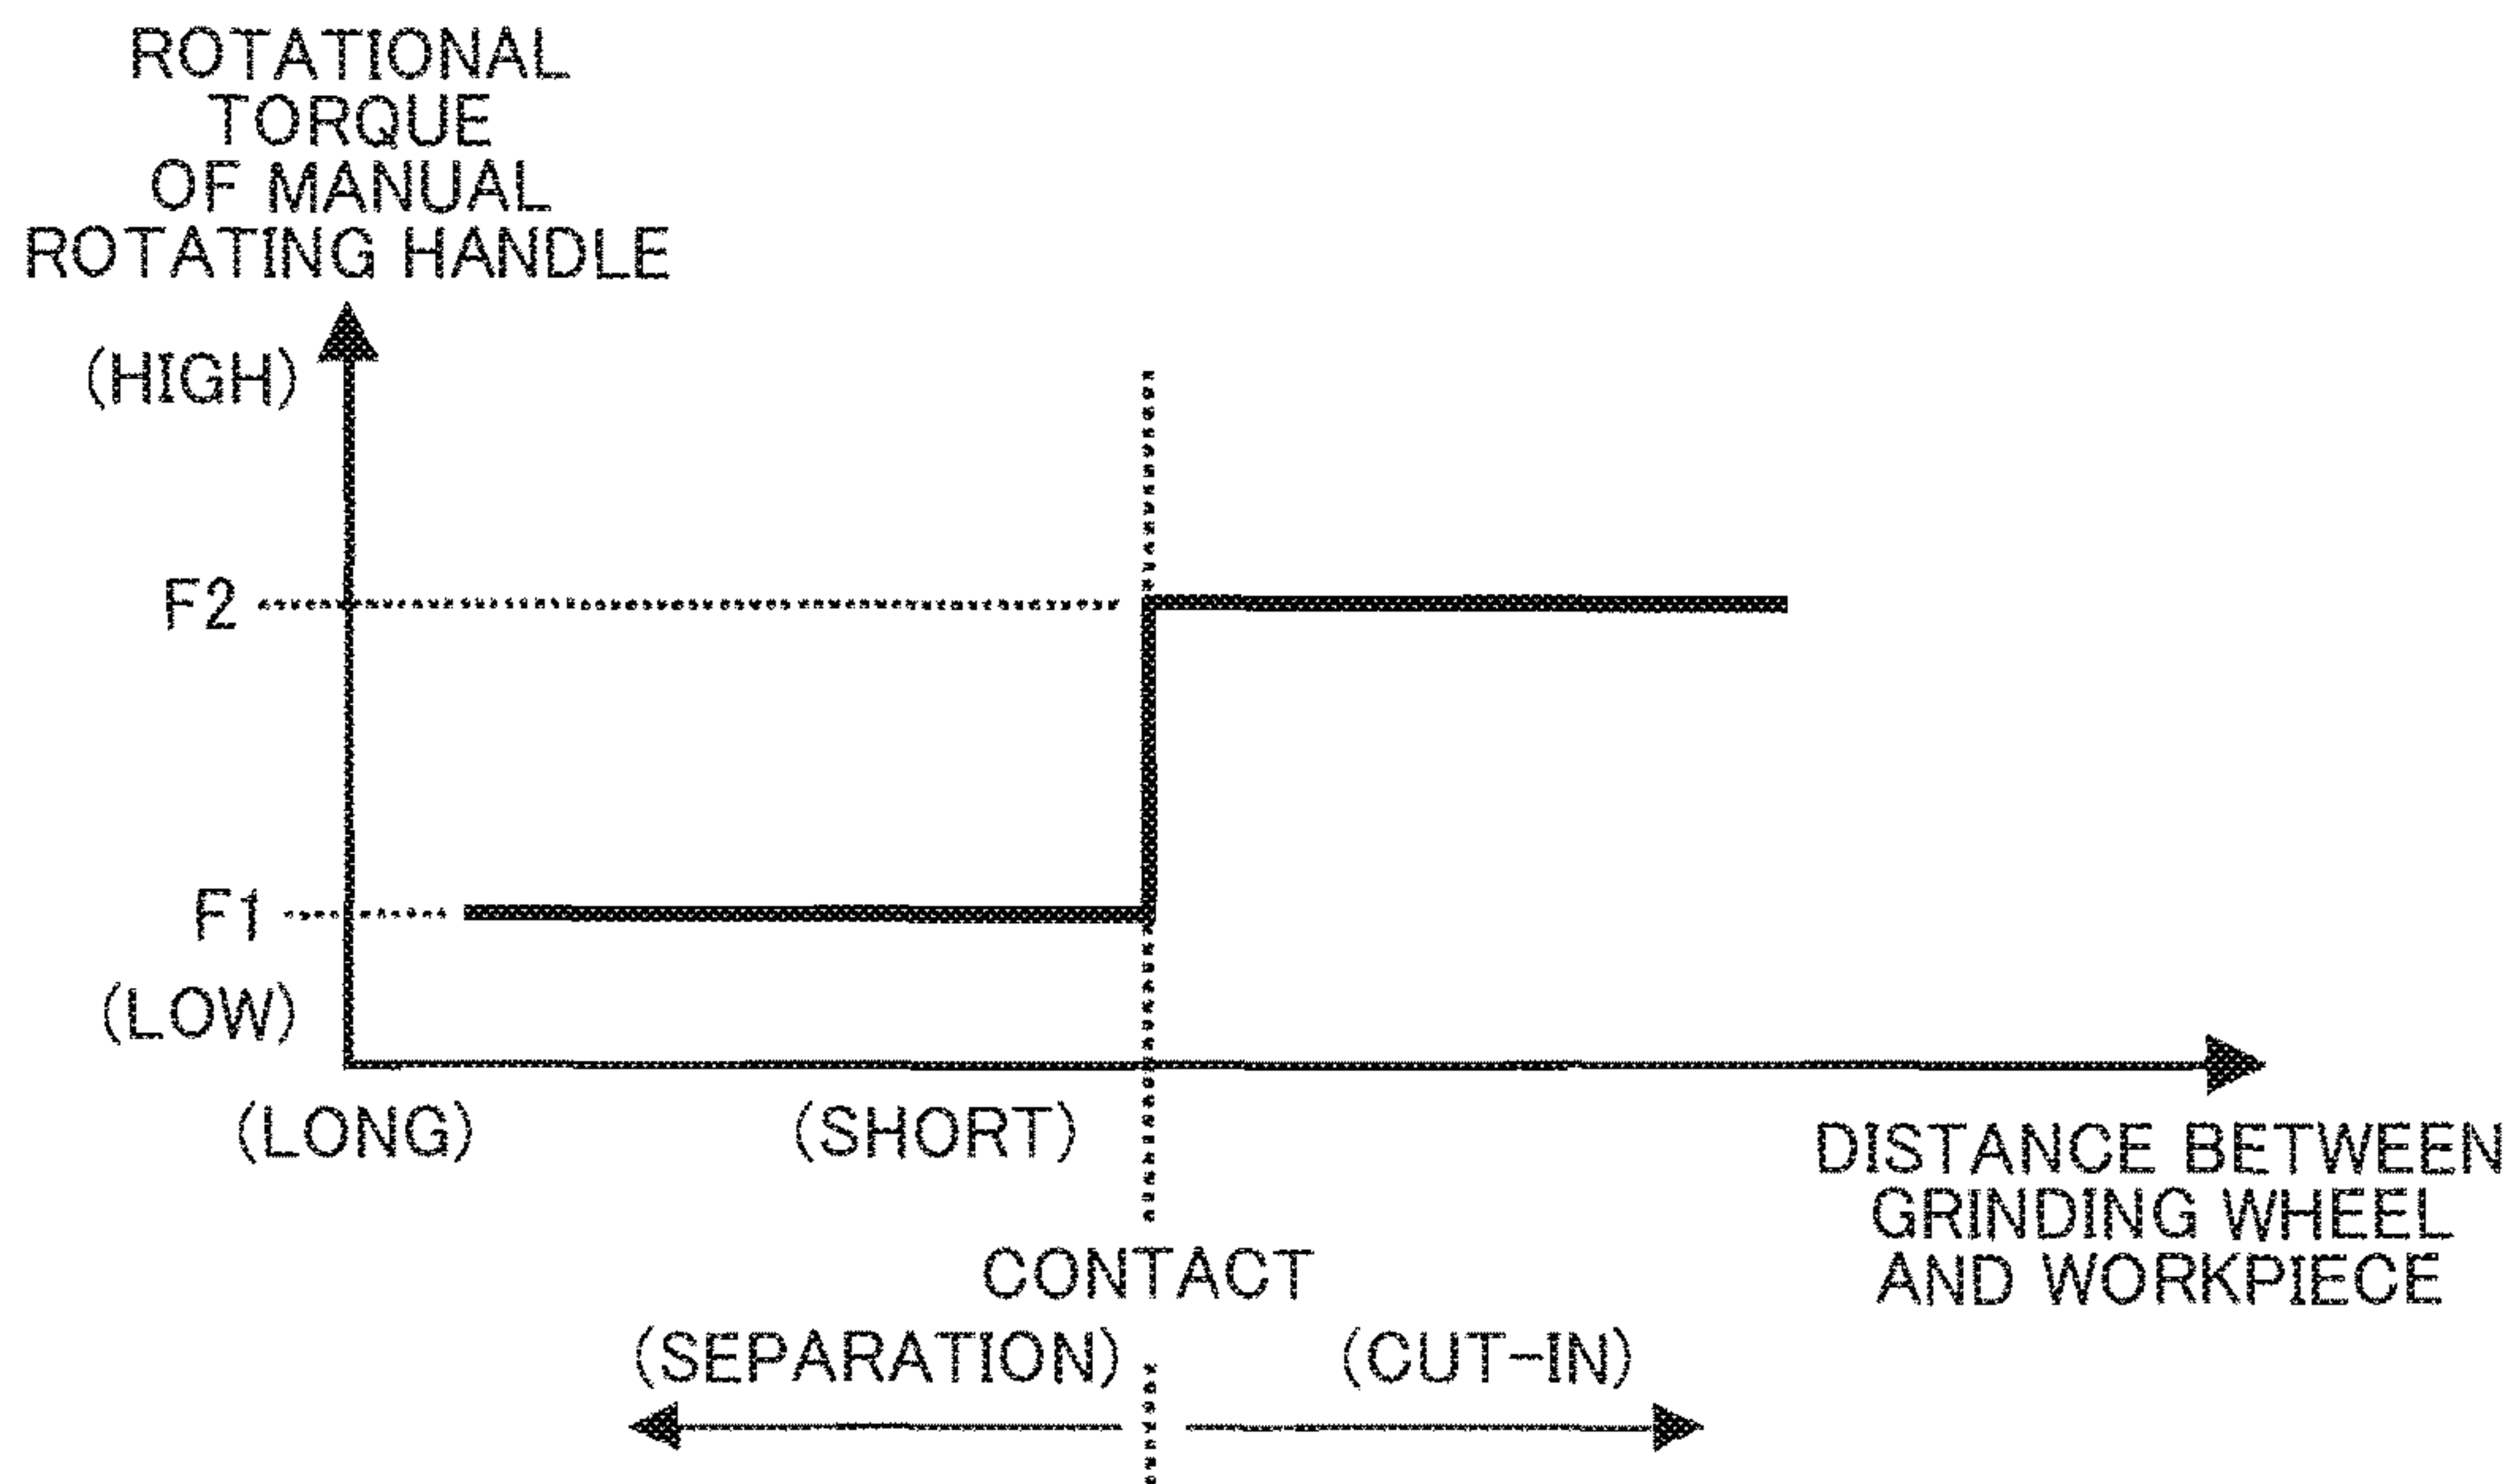 ROTATIONAL
TORQUE
OF MANUAL
ROTATING HANDLE
(HIGH)
F2
F1
(LOW)
(LONG)
(SHORT)
DISTANCE BETWEEN
GRINDING WHEEL
AND WORKPIECE
CONTACT
(SEPARATION)
(CUT-IN)